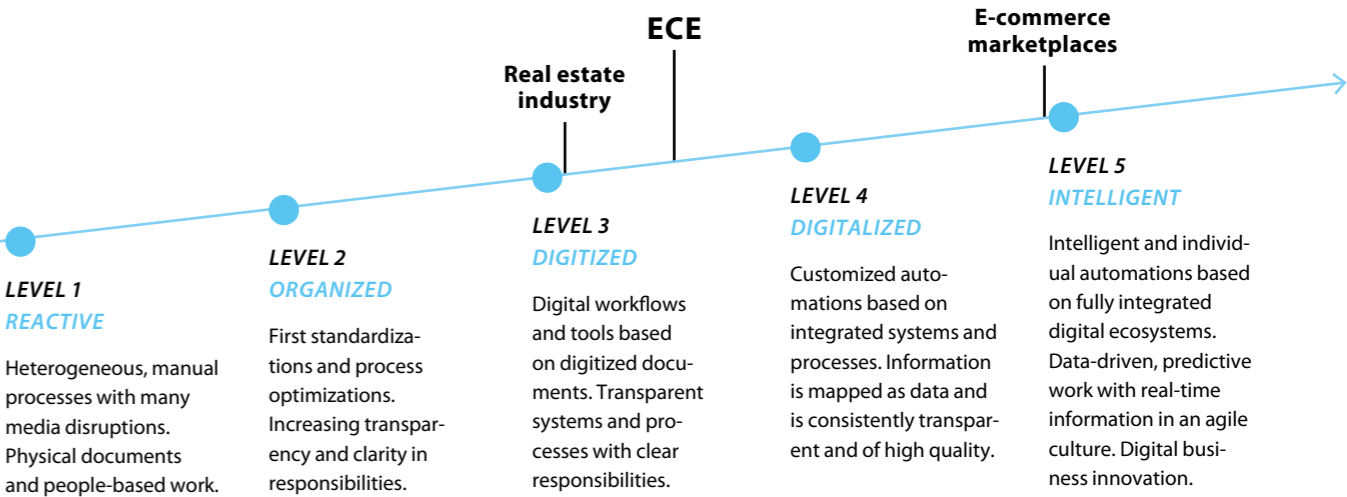 ECE
Real estate
industry
E-commerce
marketplaces
LEVEL 1
REACTIVE
Heterogeneous, manual
processes with many
media disruptions.
Physical documents
and people-based work.
LEVEL 2
ORGANIZED
First standardiza-
tions and process
optimizations.
Increasing transpar-
ency and clarity in
responsibilities.
LEVEL 3
DIGITIZED
Digital workflows
and tools based
on digitized docu-
ments. Transparent
systems and pro-
cesses with clear
responsibilities.
LEVEL 4
DIGITALIZED
Customized auto-
mations based on
integrated systems and
processes. Information
is mapped as data and
is consistently transpar-
ent and of high quality.
LEVEL 5
INTELLIGENT
Intelligent and individ-
ual automations based
on fully integrated
digital ecosystems.
Data-driven, predictive
work with real-time
information in an agile
culture. Digital busi-
ness innovation.